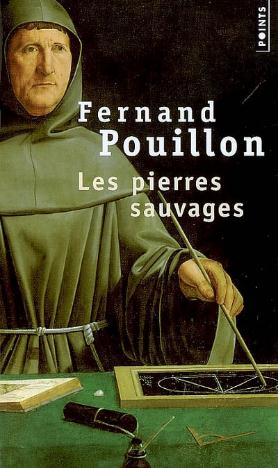 POINTS
Fernand
Pouillon
Les pierres
sauvages